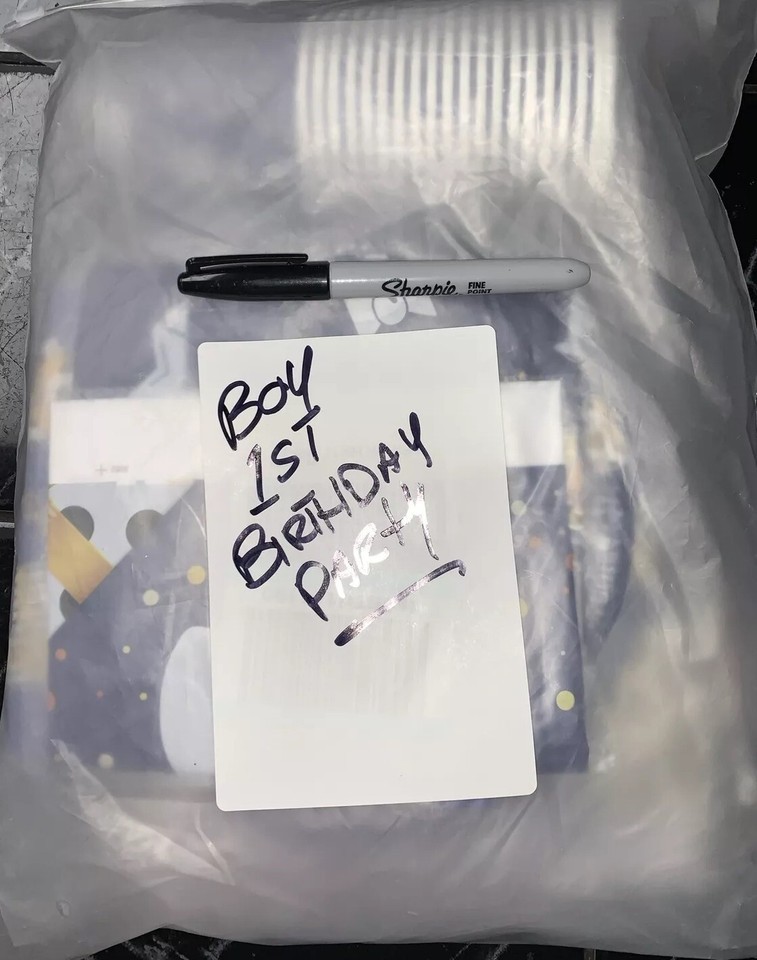 Sharpie. FINE
POINT
BOY
1ST
BIRTHDAY
PARTY